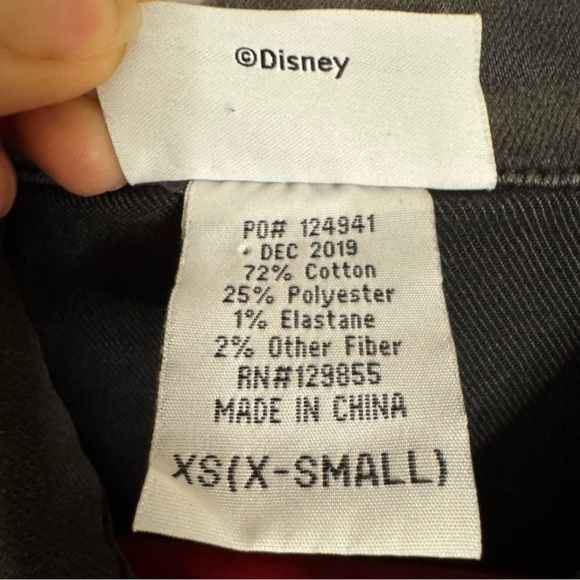 ©Disney
PO# 124941
DEC 2019
72% Cotton
25% Polyester
1% Elastane
2% Other Fiber
RN#129855
MADE IN CHINA
XS(X-SMALL)